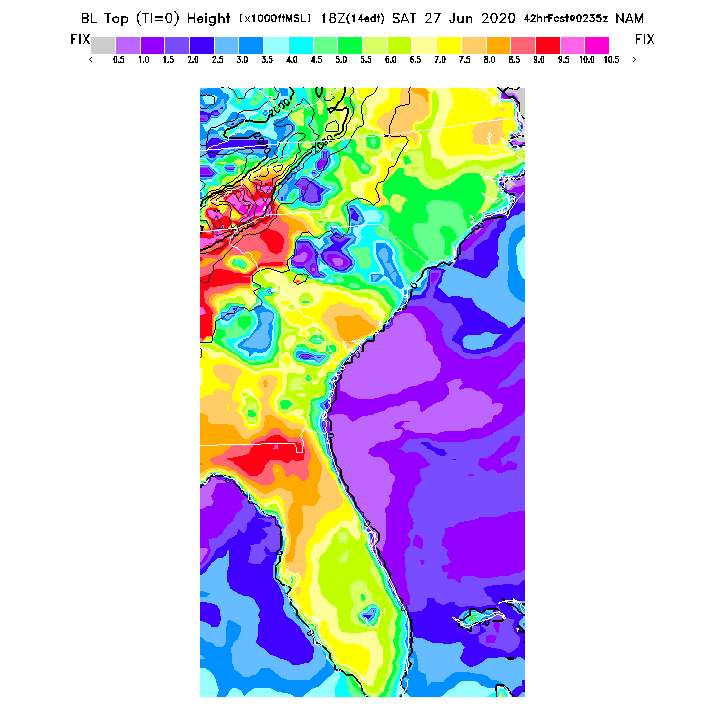 BL Top (TI=0) Height [x1000ftMSL] 18Z(14edt) SAT 27 Jun 2020 42hrFcst@0235z NAM
FIX FIX
< 0.5 1.0 1.5 2.0 2.5 3.0 3.5 4.0 4.5 5.0 5.5 6.0 6.5 7.0 7.5 8.0 8.5 9.0 9.5 10.0 10.5 >
2000